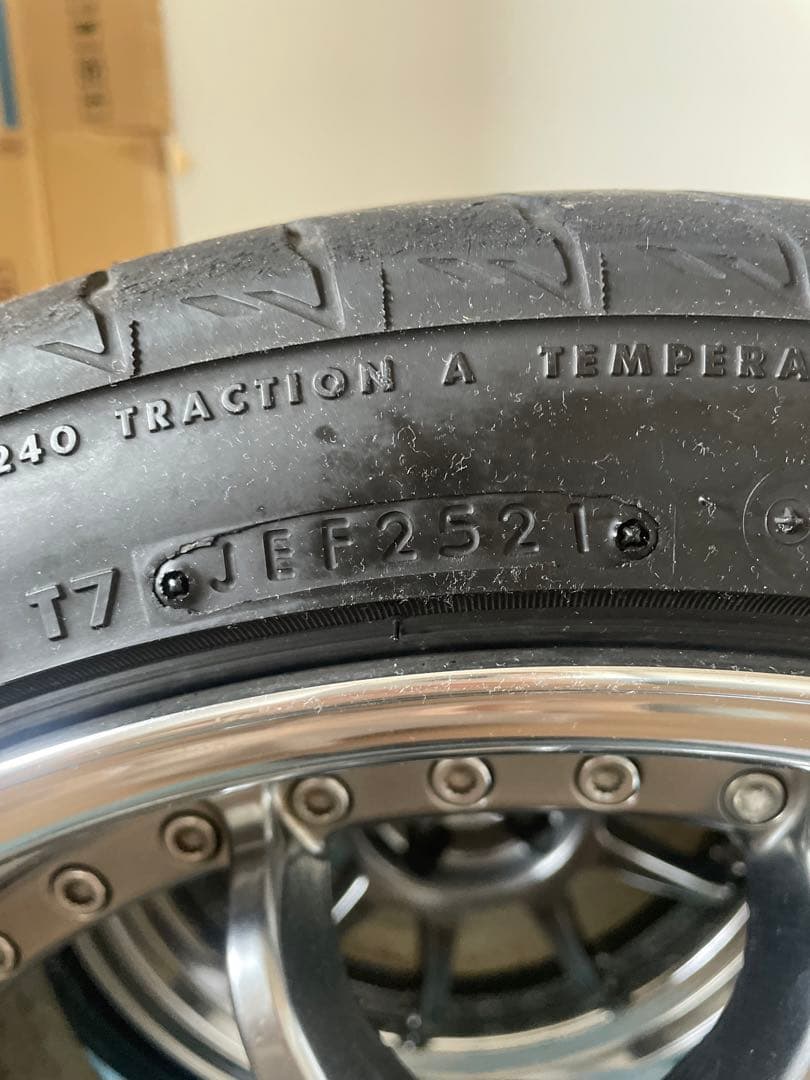 240 TRACTION A TEMPERA
T7 JEF2521